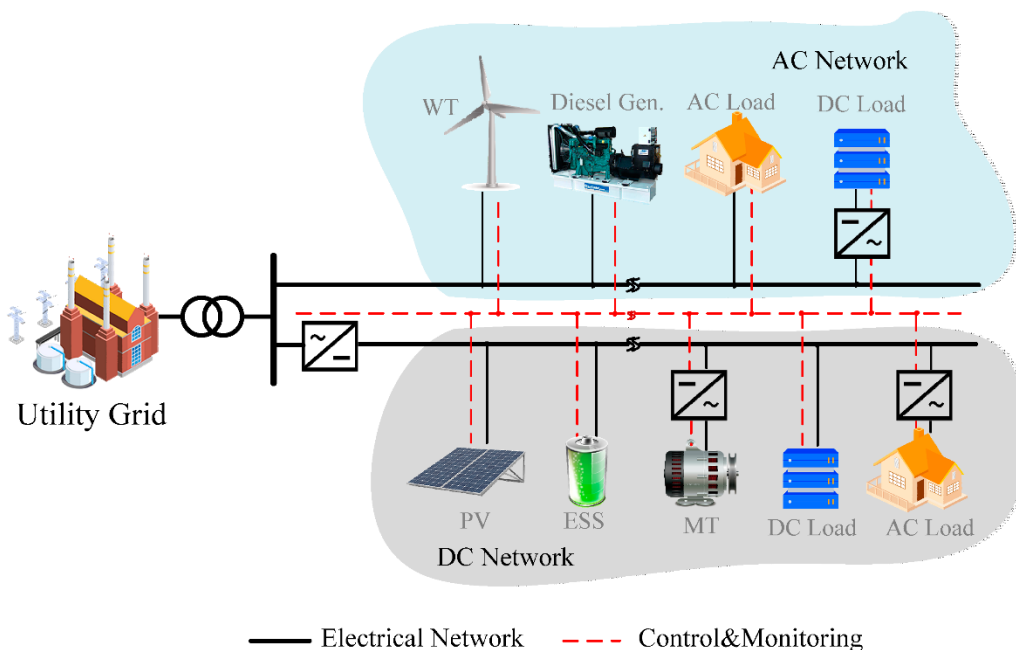 AC Network
WT
Diesel Gen.
AC Load
DC Load
Utility Grid
PV
ESS
MT
DC Load
AC Load
DC Network
Electrical Network
Control&Monitoring